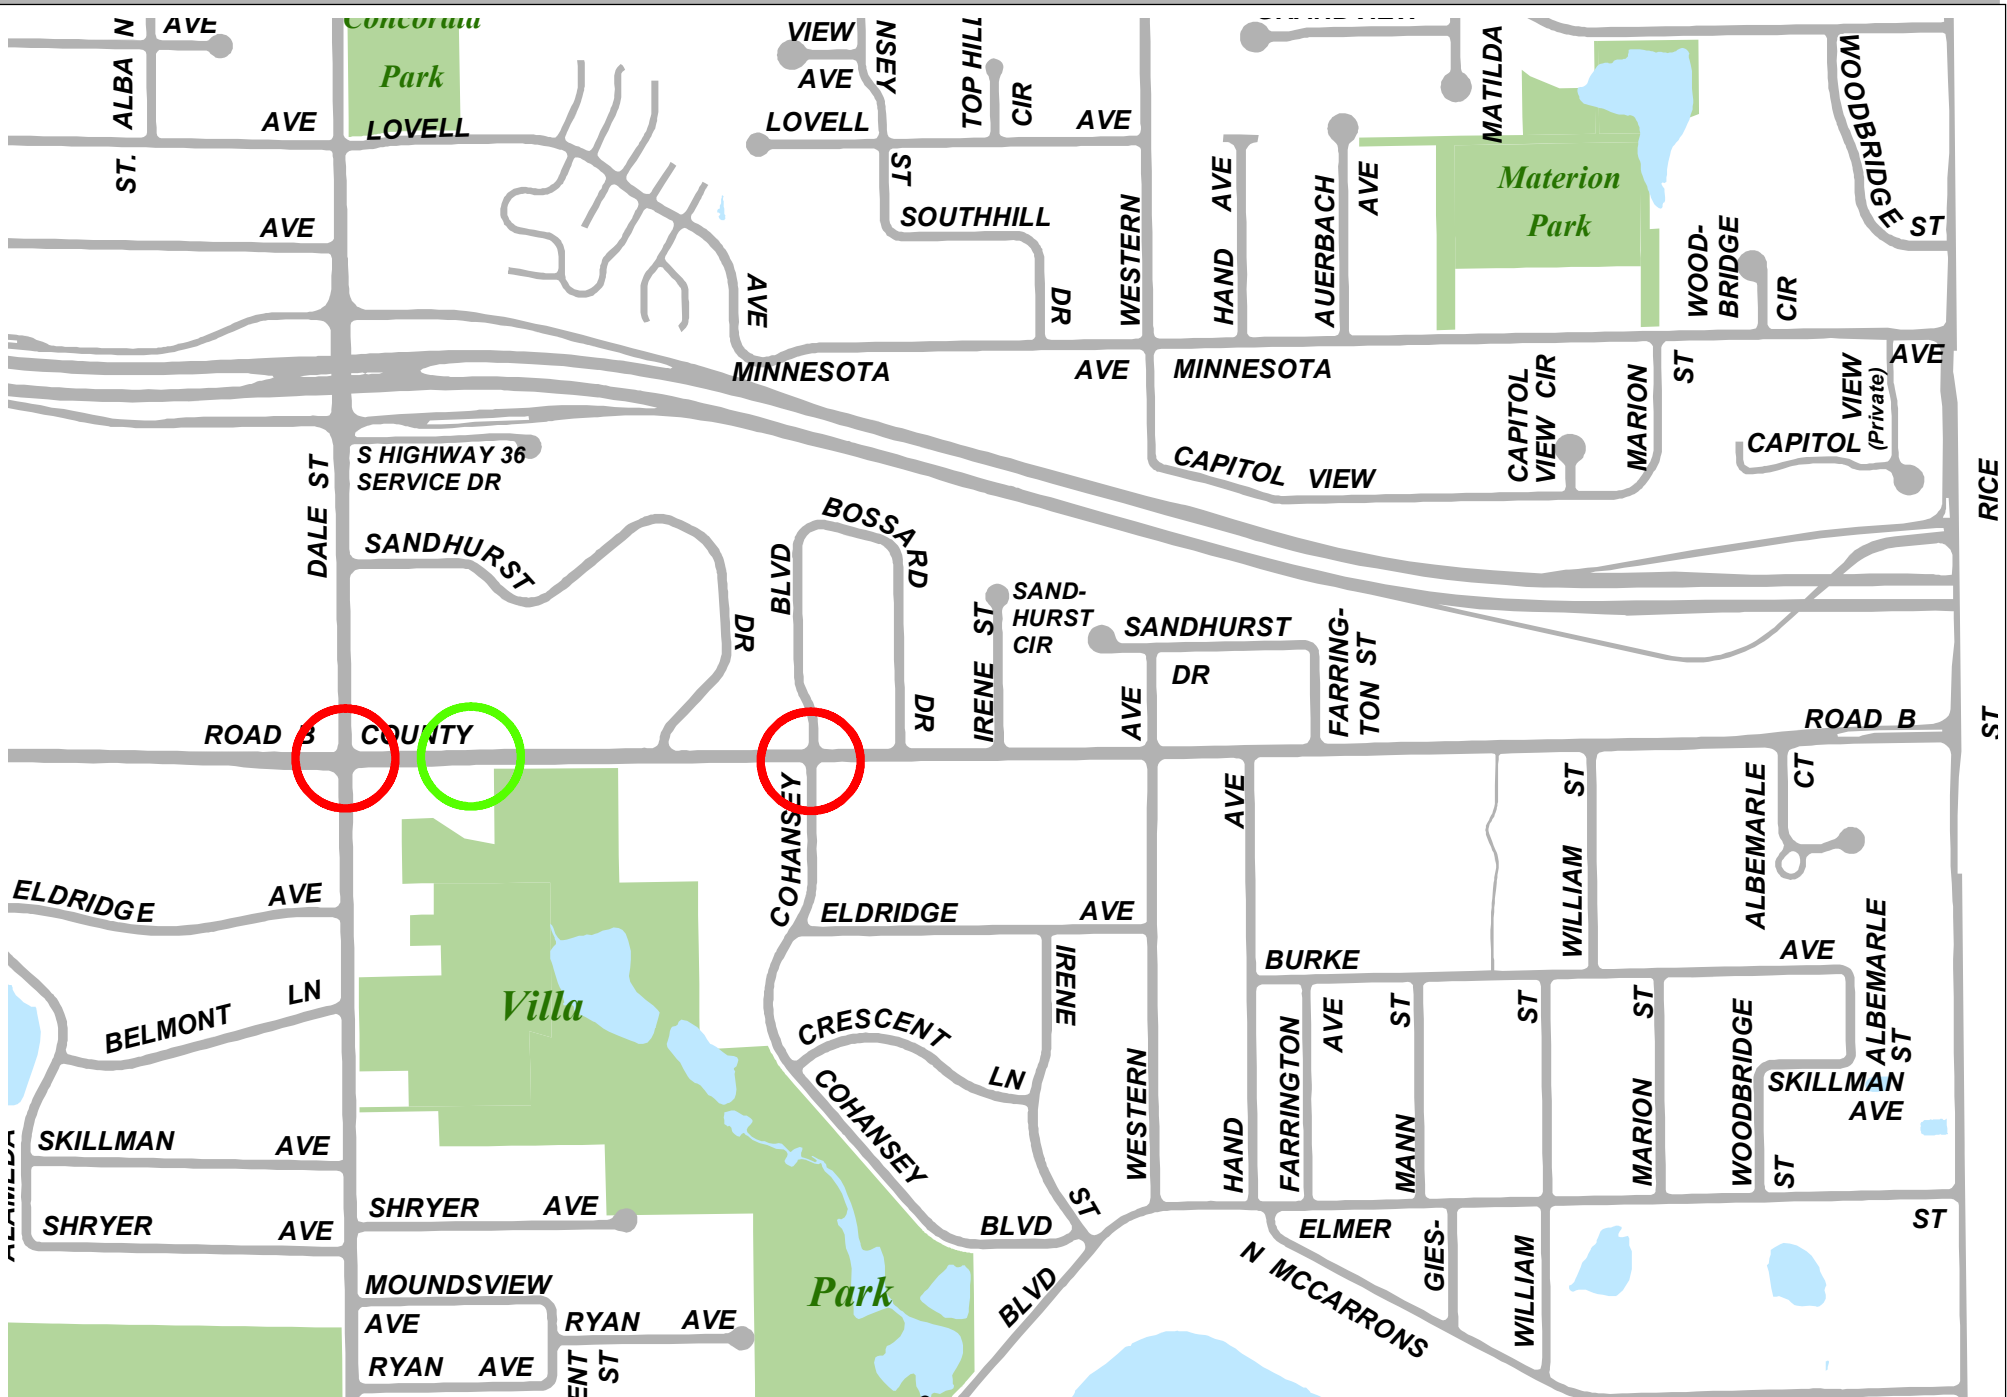 AVE
ST. ALBA N
AVE
Park
LOVELL
AVE
VIEW
AVE
NSEY
TOP HILL
CIR
LOVELL
AVE
ST
SOUTHHILL
DR
WESTERN
HAND AVE
AUERBACH
AVE
MATILDA
Materion
Park
WOODBRIDGE
ST
WOOD-
BRIDGE
CIR
AVE
MINNESOTA
AVE
MINNESOTA
AVE
CAPITOL VIEW
CAPITOL
VIEW CIR
MARION
ST
CAPITOL
VIEW
(Private)
RICE
ST
DALE ST
S HIGHWAY 36
SERVICE DR
SANDHURST
DR
BLVD
BOSSARD
DR
IRENE ST
SAND-
HURST
CIR
SANDHURST
DR
AVE
FARRING-
TON ST
ROAD B
COUNTY
ROAD B
COHANSEY
AVE
ST
WILLIAM
ALBEMARLE
CT
ELDRIDGE
AVE
ELDRIDGE
AVE
BURKE
AVE
ALBEMARLE
ST
BELMONT
LN
Villa
CRESCENT
LN
IRENE
ST
COHANSEY
BLVD
WESTERN
HAND
FARRINGTON
AVE
MANN
ST
ST
MARION
ST
WOODBRIDGE
ST
SKILLMAN
AVE
ALAMEDA
SKILLMAN
AVE
SHRYER
AVE
SHRYER
AVE
MOUNDSVIEW
AVE
RYAN
AVE
RYAN
AVE
ENT
ST
Park
BLVD
ELMER
GIES-
WILLIAM
N MCCARRONS
ST